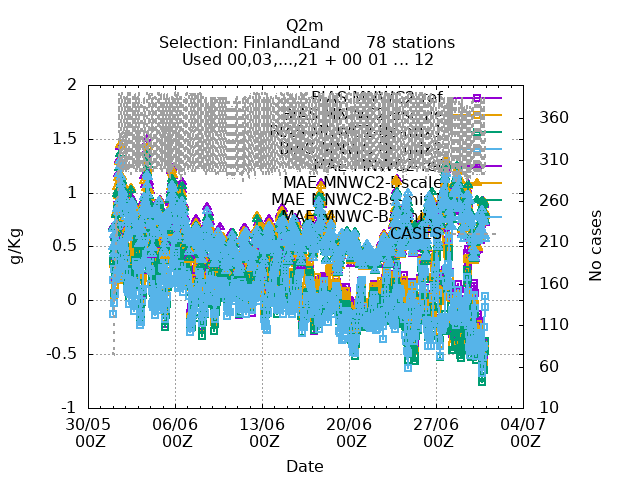 Q2m
Selection: FinlandLand 78 stations
Used 00,03,...,21 + 00 01 ... 12
2
1.5
1
0.5
0
-0.5
-1
g/Kg
360
310
260
210
160
110
60
10
No cases
MAE MNWC2-
CASES
30/05 06/06 13/06 20/06 27/06 04/07
00Z 00Z 00Z 00Z 00Z 00Z
Date